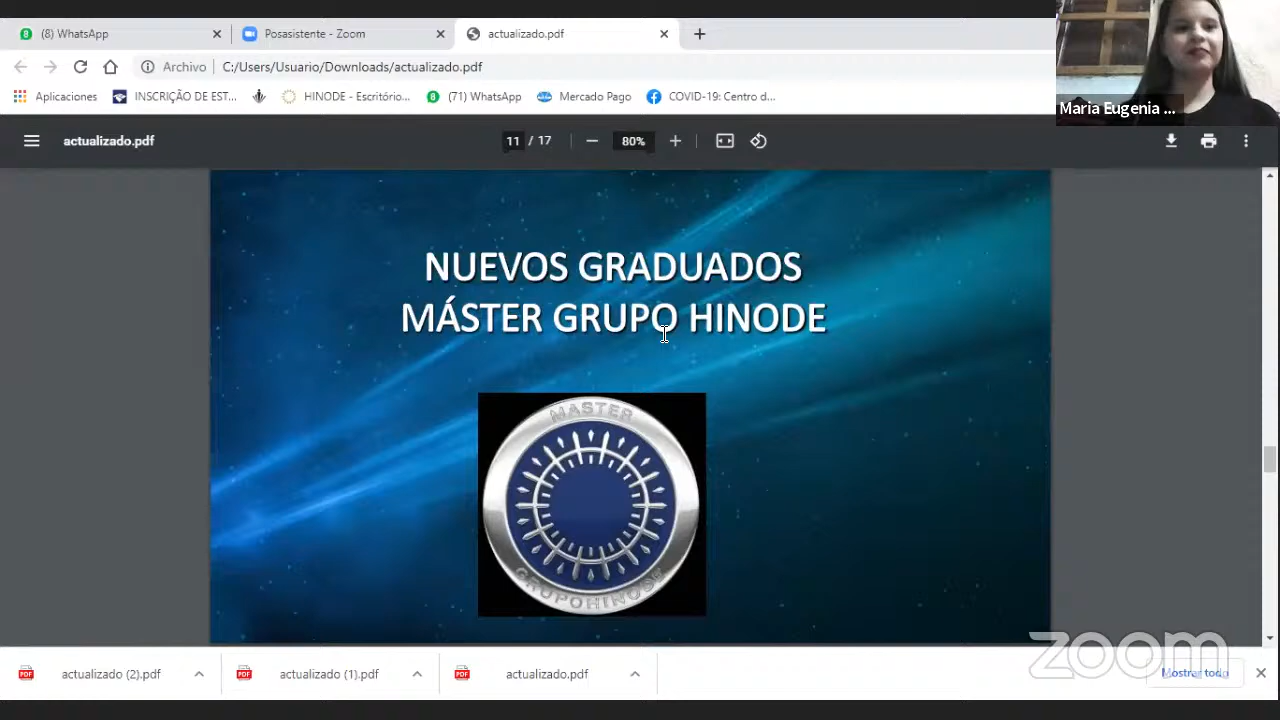 (8) WhatsApp
Posasistente - Zoom
actualizado.pdf
Archivo
C:/Users/Usuario/Downloads/actualizado.pdf
Aplicaciones
INSCRIÇÃO DE EST...
HINODE - Escritório...
(71) WhatsApp
Mercado Pago
COVID-19: Centro d...
Maria Eugenia ...
actualizado.pdf
11 / 17
80%
NUEVOS GRADUADOS
MÁSTER GRUPO HINODE
MASTER
GRUPOHINODE
zoom
actualizado (2).pdf
actualizado (1).pdf
actualizado.pdf
Mostrar todo